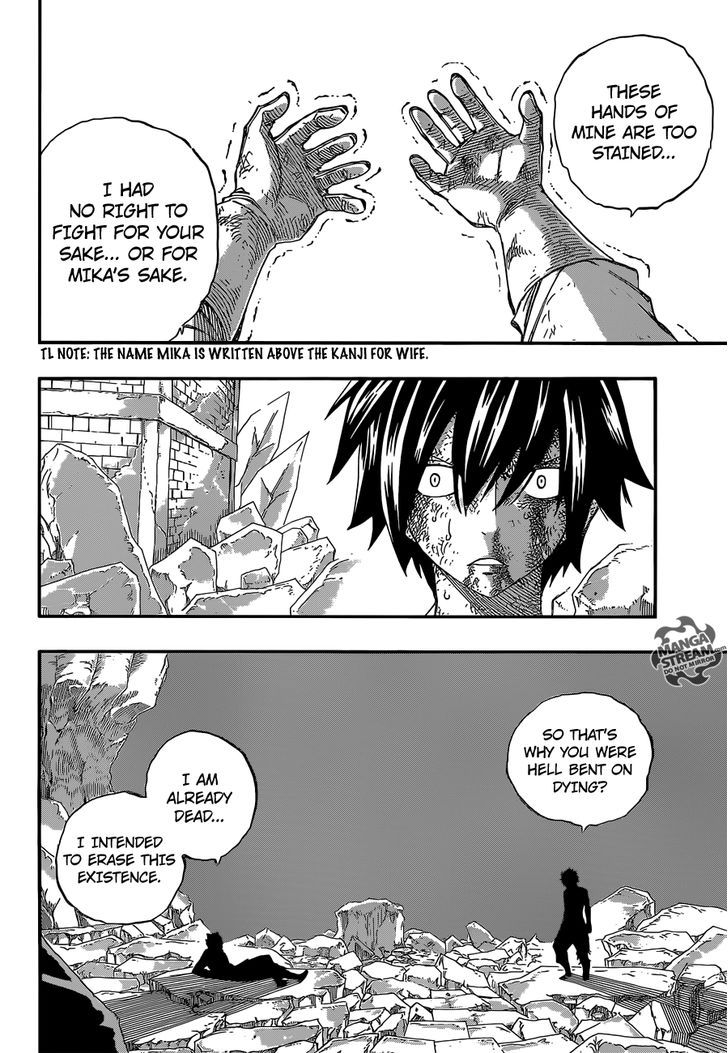 THESE
HANDS OF
MINE ARE TOO
STAINED...
I HAD
NO RIGHT TO
FIGHT FOR YOUR
SAKE... OR FOR
MIKA'S SAKE.
TL NOTE: THE NAME MIKA IS WRITTEN ABOVE THE KANJI FOR WIFE.
MANGA
STREAM.com
DO NOT MIRROR
SO THAT'S
WHY YOU WERE
HELL BENT ON
DYING?
I AM
ALREADY
DEAD...
I INTENDED
TO ERASE THIS
EXISTENCE.